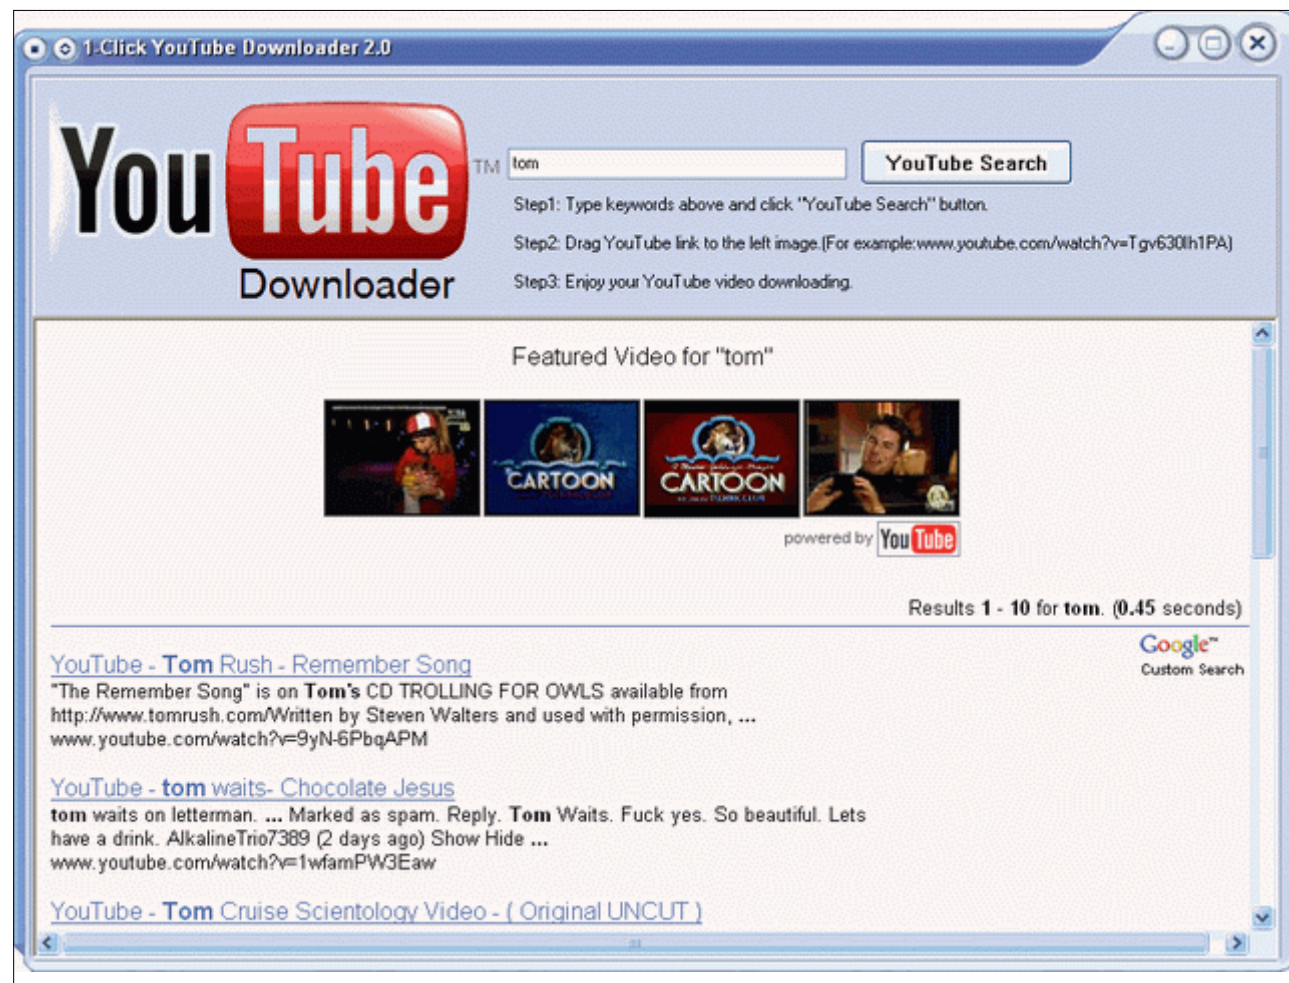 1-Click YouTube Downloader 2.0
YouTube TM
Downloader
tom
YouTube Search
Step1: Type keywords above and click "YouTube Search" button.
Step2: Drag YouTube link to the left image.(For example:www.youtube.com/watch?v=Tgv630Ih1PA)
Step3: Enjoy your YouTube video downloading.
Featured Video for "tom"
CARTOON
CARTOON
powered by YouTube
Results 1 - 10 for tom. (0.45 seconds)
Google™
Custom Search
YouTube - Tom Rush - Remember Song
"The Remember Song" is on Tom's CD TROLLING FOR OWLS available from
http://www.tomrush.com/Written by Steven Walters and used with permission, ...
www.youtube.com/watch?v=9yN-6PbqAPM
YouTube - tom waits- Chocolate Jesus
tom waits on letterman. ... Marked as spam. Reply. Tom Waits. Fuck yes. So beautiful. Lets
have a drink. AlkalineTrio7389 (2 days ago) Show Hide ...
www.youtube.com/watch?v=1wfamPW3Eaw
YouTube - Tom Cruise Scientology Video - ( Original UNCUT )